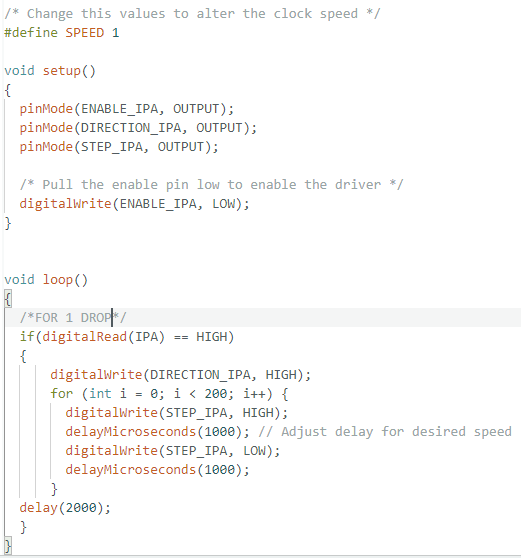 /* Change this values to alter the clock speed */
#define SPEED 1
void setup()
{
pinMode(ENABLE_IPA, OUTPUT);
pinMode(DIRECTION_IPA, OUTPUT);
pinMode(STEP_IPA, OUTPUT);
/* Pull the enable pin low to enable the driver */
digitalWrite(ENABLE_IPA, LOW);
}
void loop()
{
/*FOR 1 DROP*/
if(digitalRead(IPA) == HIGH)
{
digitalWrite(DIRECTION_IPA, HIGH);
for (int i = 0; i < 200; i++) {
digitalWrite(STEP_IPA, HIGH);
delayMicroseconds(1000); // Adjust delay for desired speed
digitalWrite(STEP_IPA, LOW);
delayMicroseconds(1000);
}
delay(2000);
}
}